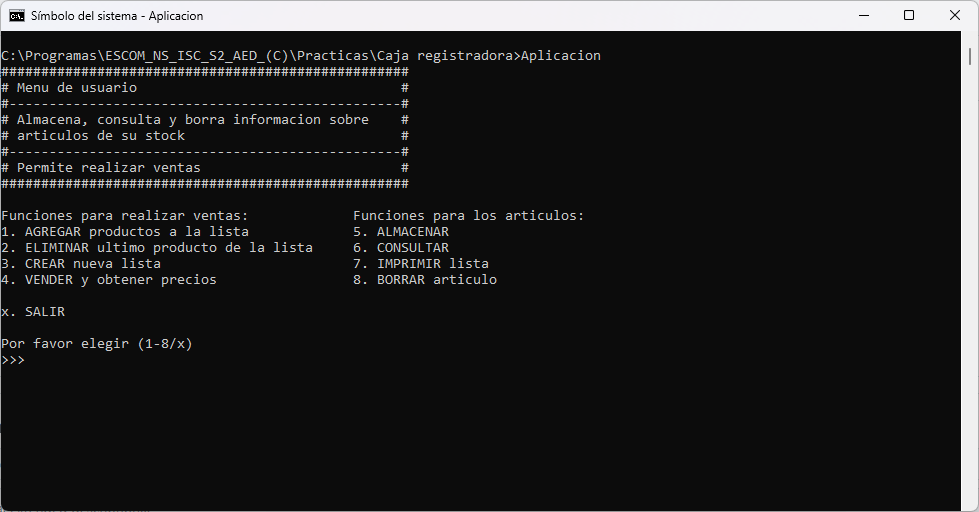 Símbolo del sistema - Aplicacion
C:\Programas\ESCOM_NS_ISC_S2_AED_(C)\Practicas\Caja registradora>Aplicacion
###################################################
# Menu de usuario                                 #
#-------------------------------------------------#
# Almacena, consulta y borra informacion sobre    #
# articulos de su stock                           #
#-------------------------------------------------#
# Permite realizar ventas                         #
###################################################
Funciones para realizar ventas:             Funciones para los articulos:
1. AGREGAR productos a la lista             5. ALMACENAR
2. ELIMINAR ultimo producto de la lista     6. CONSULTAR
3. CREAR nueva lista                        7. IMPRIMIR lista
4. VENDER y obtener precios                 8. BORRAR articulo
x. SALIR
Por favor elegir (1-8/x)
>>>